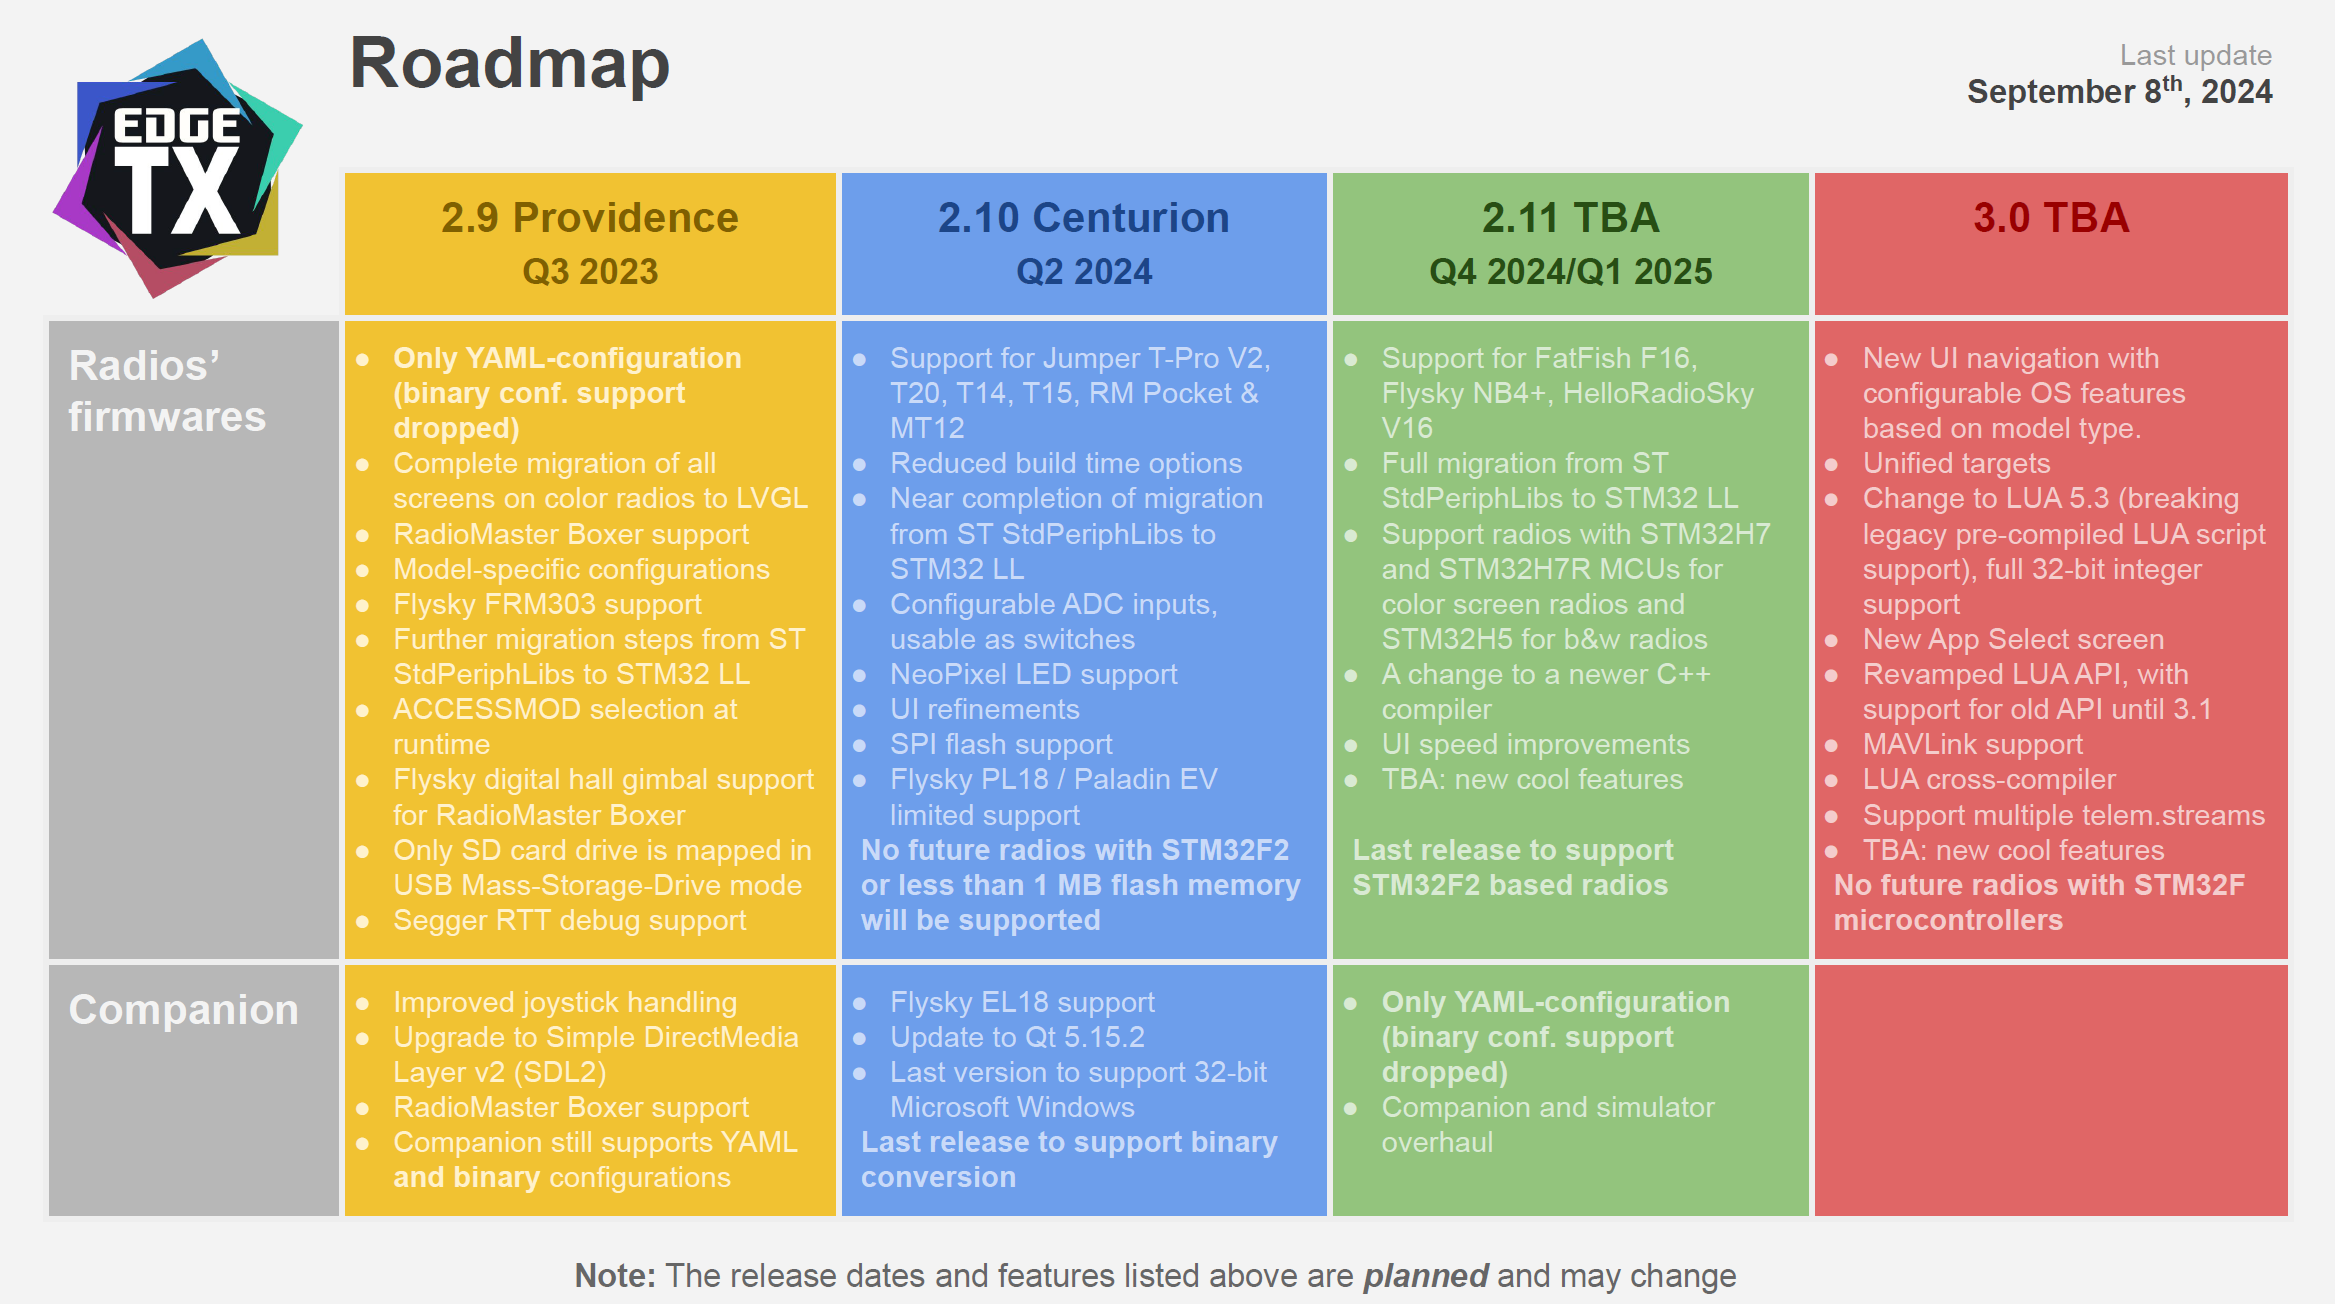 EDGE
TX
Roadmap
Last update
September 8th, 2024
2.9 Providence
Q3 2023
2.10 Centurion
Q2 2024
2.11 TBA
Q4 2024/Q1 2025
3.0 TBA
Radios’
firmwares
● Only YAML-configuration
(binary conf. support
dropped)
● Complete migration of all
screens on color radios to LVGL
● RadioMaster Boxer support
● Model-specific configurations
● Flysky FRM303 support
● Further migration steps from ST
StdPeriphLibs to STM32 LL
● ACCESSMOD selection at
runtime
● Flysky digital hall gimbal support
for RadioMaster Boxer
● Only SD card drive is mapped in
USB Mass-Storage-Drive mode
● Segger RTT debug support
● Support for Jumper T-Pro V2,
T20, T14, T15, RM Pocket &
MT12
● Reduced build time options
● Near completion of migration
from ST StdPeriphLibs to
STM32 LL
● Configurable ADC inputs,
usable as switches
● NeoPixel LED support
● UI refinements
● SPI flash support
● Flysky PL18 / Paladin EV
limited support
No future radios with STM32F2
or less than 1 MB flash memory
will be supported
● Support for FatFish F16,
Flysky NB4+, HelloRadioSky
V16
● Full migration from ST
StdPeriphLibs to STM32 LL
● Support radios with STM32H7
and STM32H7R MCUs for
color screen radios and
STM32H5 for b&w radios
● A change to a newer C++
compiler
● UI speed improvements
● TBA: new cool features
Last release to support
STM32F2 based radios
● New UI navigation with
configurable OS features
based on model type.
● Unified targets
● Change to LUA 5.3 (breaking
legacy pre-compiled LUA script
support), full 32-bit integer
support
● New App Select screen
● Revamped LUA API, with
support for old API until 3.1
● MAVLink support
● LUA cross-compiler
● Support multiple telem.streams
● TBA: new cool features
No future radios with STM32F
microcontrollers
Companion
● Improved joystick handling
● Upgrade to Simple DirectMedia
Layer v2 (SDL2)
● RadioMaster Boxer support
● Companion still supports YAML
and binary configurations
● Flysky EL18 support
● Update to Qt 5.15.2
● Last version to support 32-bit
Microsoft Windows
Last release to support binary
conversion
● Only YAML-configuration
(binary conf. support
dropped)
● Companion and simulator
overhaul
Note: The release dates and features listed above are planned and may change